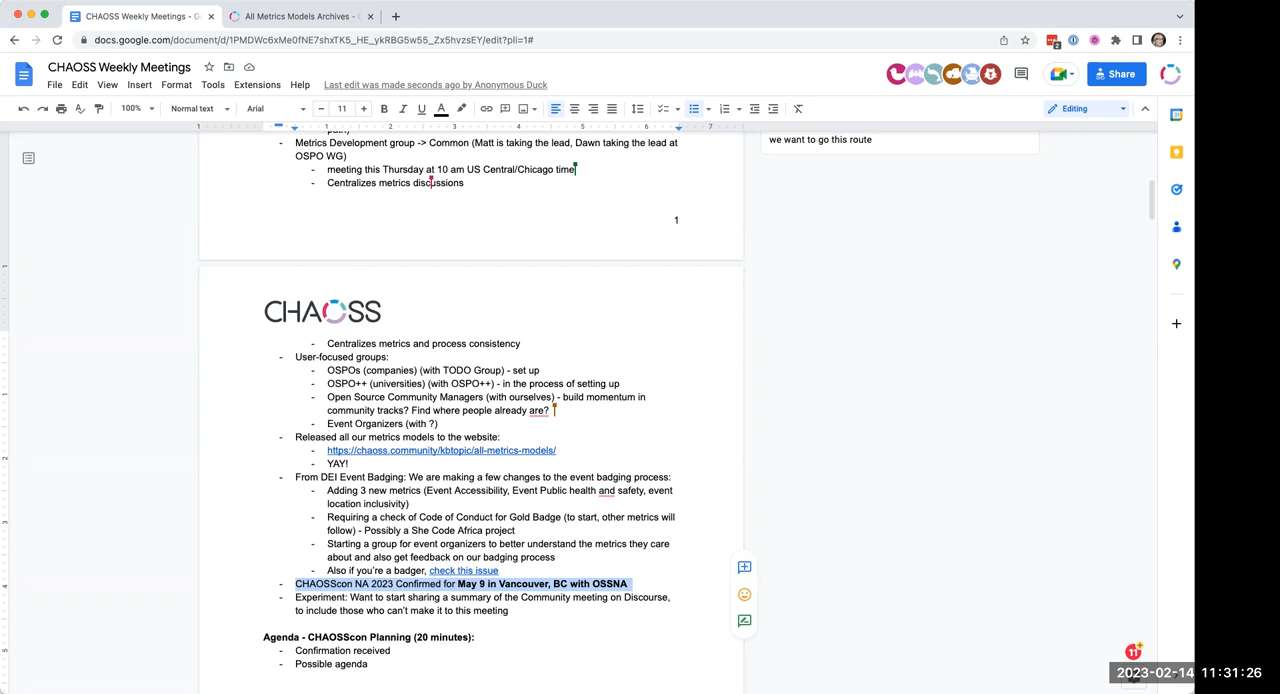 CHAOSS Weekly Meetings - G
All Metrics Models Archives - C
docs.google.com/document/d/1PMDWc6xMe0fNE7shxTK5_HE_ykRBG5w55_Zx5hvzsEY/edit?pli=1#
2
CHAOSS Weekly Meetings
File Edit View Insert Format Tools Extensions Help Last edit was made seconds ago by Anonymous Duck
Share
100% Normal text Arial 11 B I U A Editing
1 1 2 3 4 5 6 7
path)
Metrics Development group -> Common (Matt is taking the lead, Dawn taking the lead at
OSPO WG)
- meeting this Thursday at 10 am US Central/Chicago time
- Centralizes metrics discussions
we want to go this route
1
CHAOSS
- Centralizes metrics and process consistency
- User-focused groups:
- OSPOs (companies) (with TODO Group) - set up
- OSPO++ (universities) (with OSPO++) - in the process of setting up
- Open Source Community Managers (with ourselves) - build momentum in
community tracks? Find where people already are?
- Event Organizers (with ?)
- Released all our metrics models to the website:
- https://chaoss.community/kbtopic/all-metrics-models/
- YAY!
- From DEI Event Badging: We are making a few changes to the event badging process:
- Adding 3 new metrics (Event Accessibility, Event Public health and safety, event
location inclusivity)
- Requiring a check of Code of Conduct for Gold Badge (to start, other metrics will
follow) - Possibly a She Code Africa project
- Starting a group for event organizers to better understand the metrics they care
about and also get feedback on our badging process
- Also if you're a badger, check this issue
- CHAOSScon NA 2023 Confirmed for May 9 in Vancouver, BC with OSSNA
- Experiment: Want to start sharing a summary of the Community meeting on Discourse,
to include those who can't make it to this meeting
Agenda - CHAOSScon Planning (20 minutes):
- Confirmation received
- Possible agenda
11
2023-02-14 11:31:26